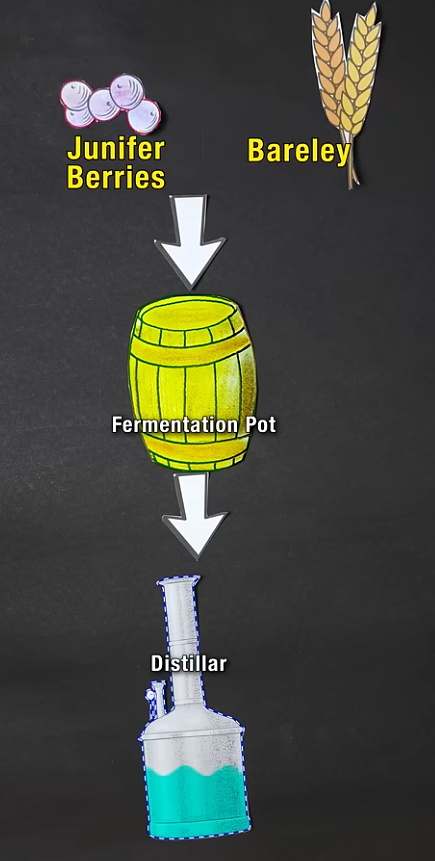 Junifer
Berries
Bareley
Fermentation Pot
Distillar